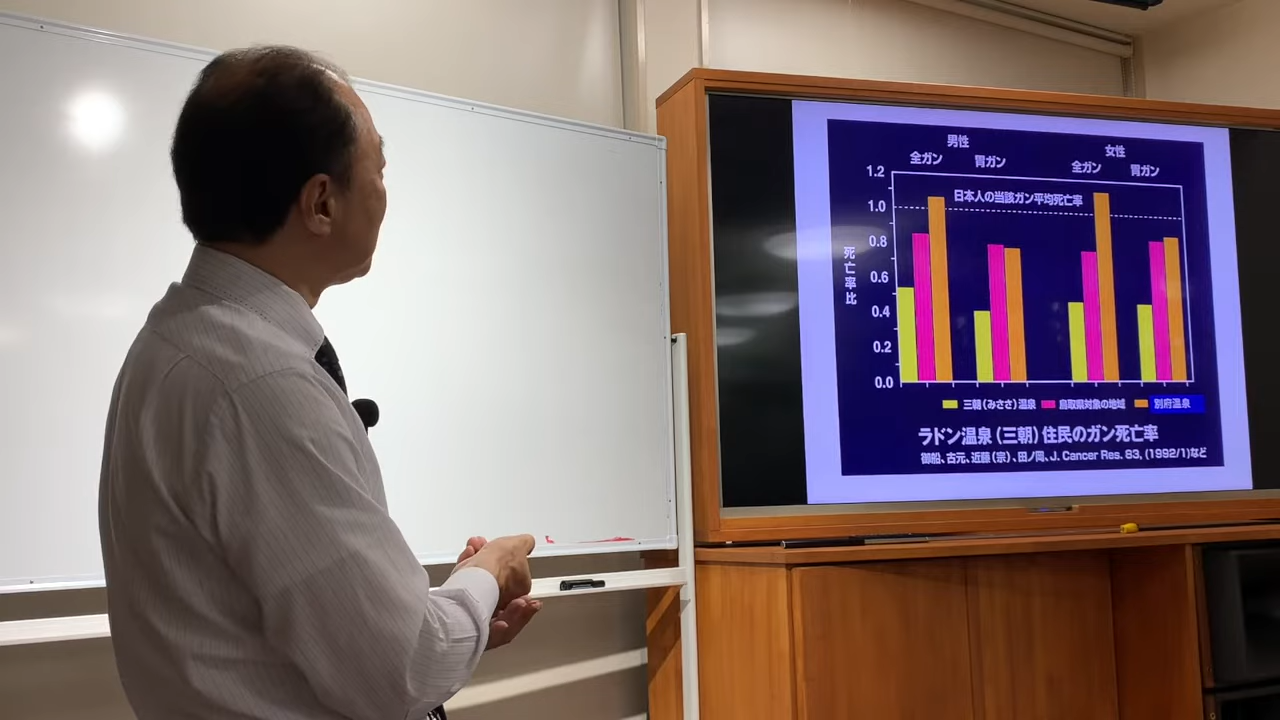 男性 女性
全ガン 胃ガン 全ガン 胃ガン
1.2
日本人の当該ガン平均死亡率
1.0
0.8
死亡率比
0.6
0.4
0.2
0.0
三朝(みささ)温泉 鳥取県対象の地域 別府温泉
ラドン温泉(三朝)住民のガン死亡率
御船、古元、近藤(宗)、田ノ岡、J. Cancer Res. 83, (1992/1)など